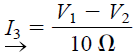 I₃ = (V₁ − V₂) / (10 Ω)